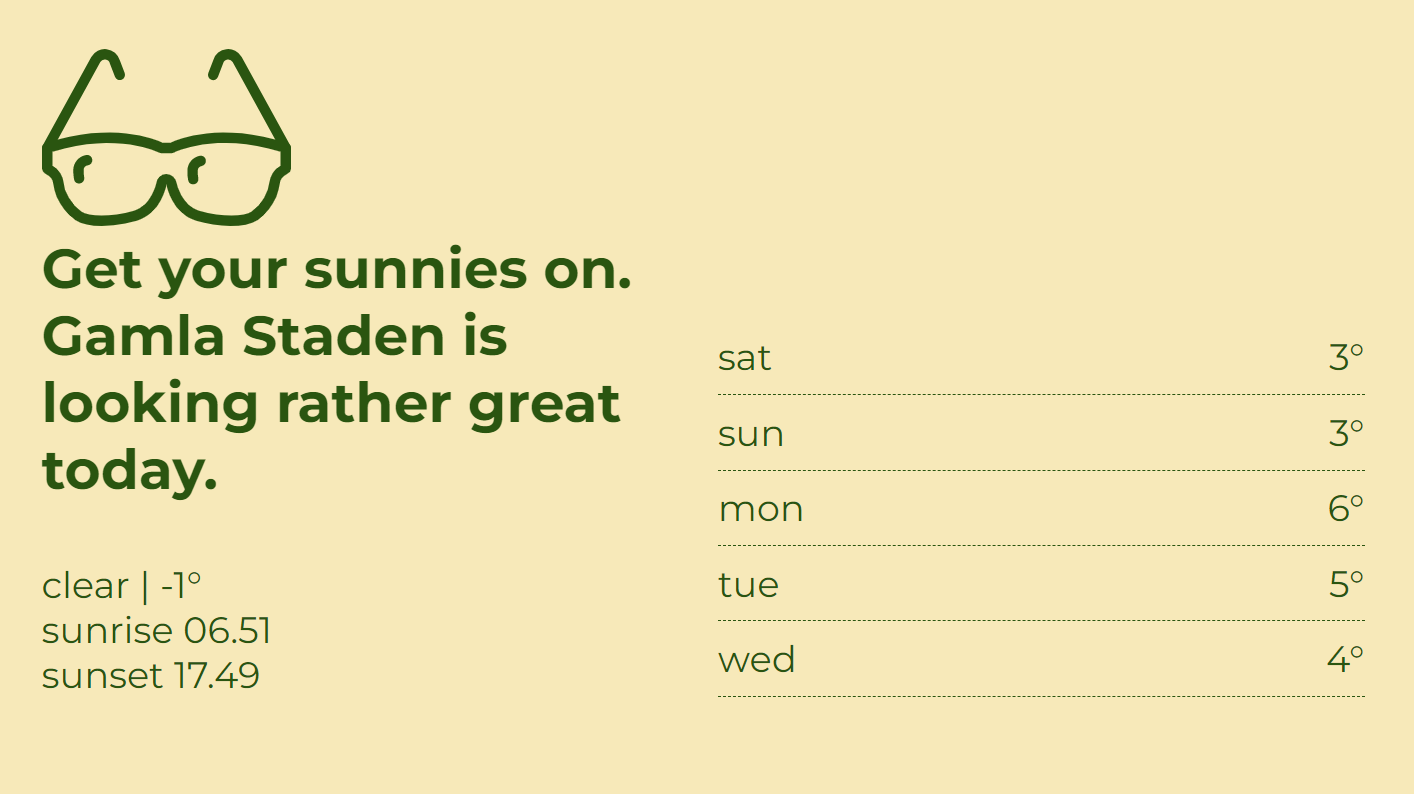 Get your sunnies on.
Gamla Staden is
looking rather great
today.
clear | -1°
sunrise 06.51
sunset 17.49
sat 3°
sun 3°
mon 6°
tue 5°
wed 4°